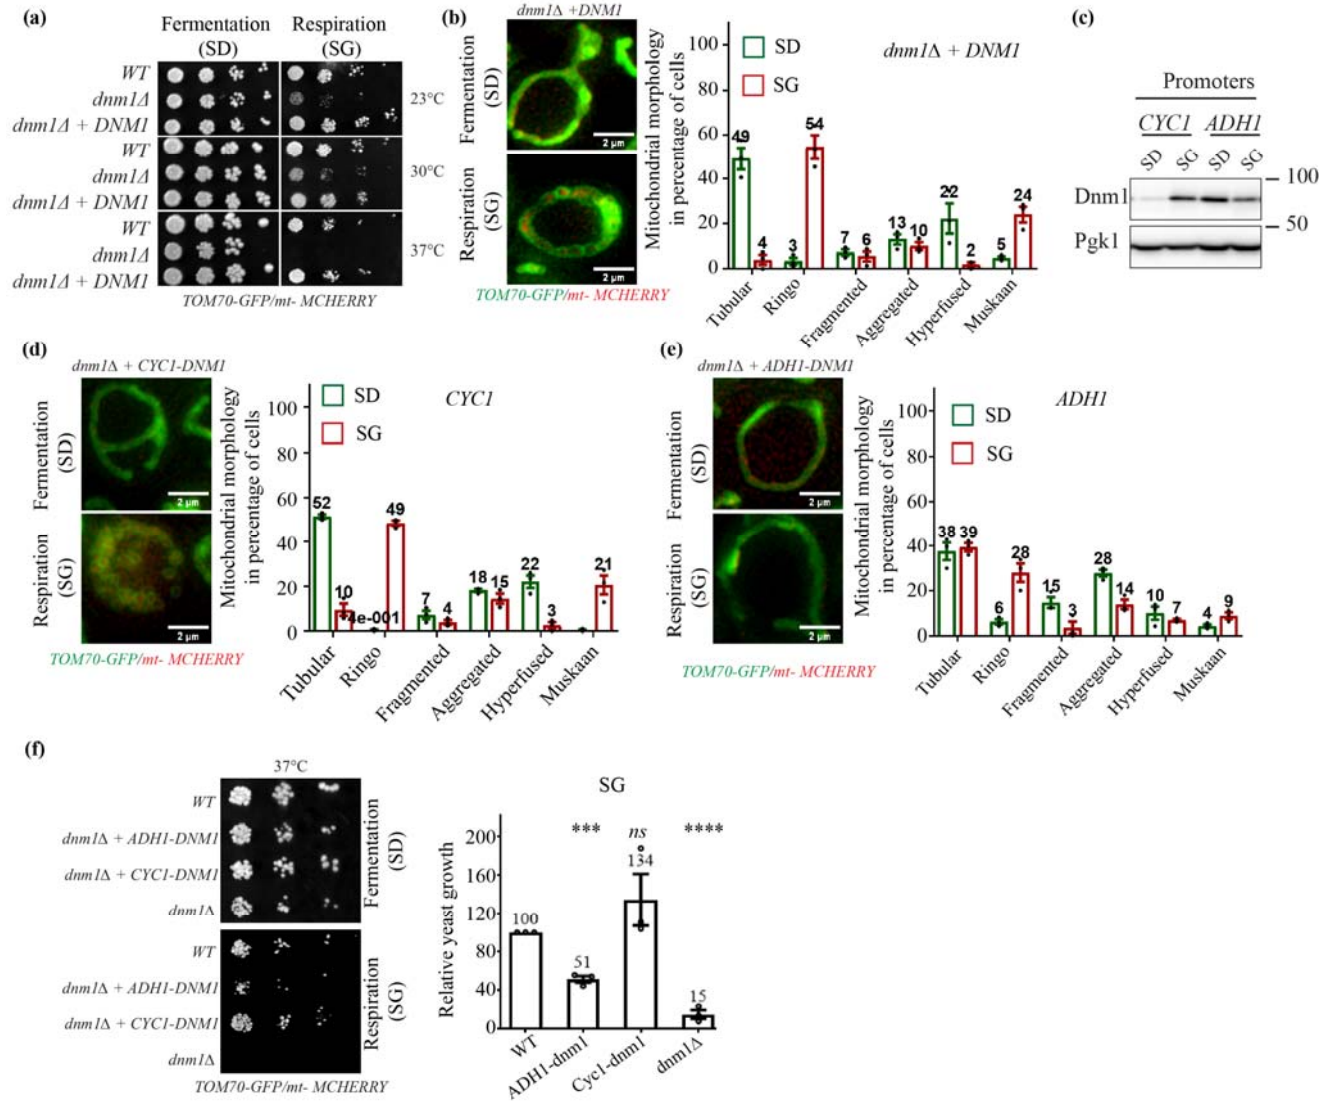 (a)
Fermentation
(SD)
Respiration
(SG)
WT
dnm1Δ
dnm1Δ + DNM1
23°C
WT
dnm1Δ
dnm1Δ + DNM1
30°C
WT
dnm1Δ
dnm1Δ + DNM1
37°C
TOM70-GFP/mt- MCHERRY
(b)
dnm1Δ +DNM1
Fermentation
(SD)
2 μm
Respiration
(SG)
2 μm
TOM70-GFP/mt- MCHERRY
Mitochondrial morphology
in percentage of cells
100
80
60
40
20
0
SD
SG
dnm1Δ + DNM1
49
4
3
54
7
6
13
10
22
2
5
24
Tubular
Ringo
Fragmented
Aggregated
Hyperfused
Muskaan
(c)
Promoters
CYC1 ADH1
SD SG SD SG
Dnm1
Pgk1
100
50
(d)
dnm1Δ + CYC1-DNM1
Fermentation
(SD)
2 μm
Respiration
(SG)
2 μm
TOM70-GFP/mt- MCHERRY
Mitochondrial morphology
in percentage of cells
100
80
60
40
20
0
SD
SG
CYC1
52
10
4e-001
49
7
4
18
15
22
3
21
Tubular
Ringo
Fragmented
Aggregated
Hyperfused
Muskaan
(e)
dnm1Δ + ADH1-DNM1
Fermentation
(SD)
2 μm
Respiration
(SG)
2 μm
TOM70-GFP/mt- MCHERRY
Mitochondrial morphology
in percentage of cells
100
80
60
40
20
0
SD
SG
ADH1
38
39
6
28
15
3
28
14
10
7
4
9
Tubular
Ringo
Fragmented
Aggregated
Hyperfused
Muskaan
(f)
37°C
WT
dnm1Δ + ADH1-DNM1
dnm1Δ + CYC1-DNM1
dnm1Δ
Fermentation
(SD)
WT
dnm1Δ + ADH1-DNM1
dnm1Δ + CYC1-DNM1
dnm1Δ
Respiration
(SG)
TOM70-GFP/mt- MCHERRY
SG
Relative yeast growth
200
160
120
80
40
0
100
***
51
ns
134
****
15
WT
ADH1-dnm1
Cyc1-dnm1
dnm1Δ